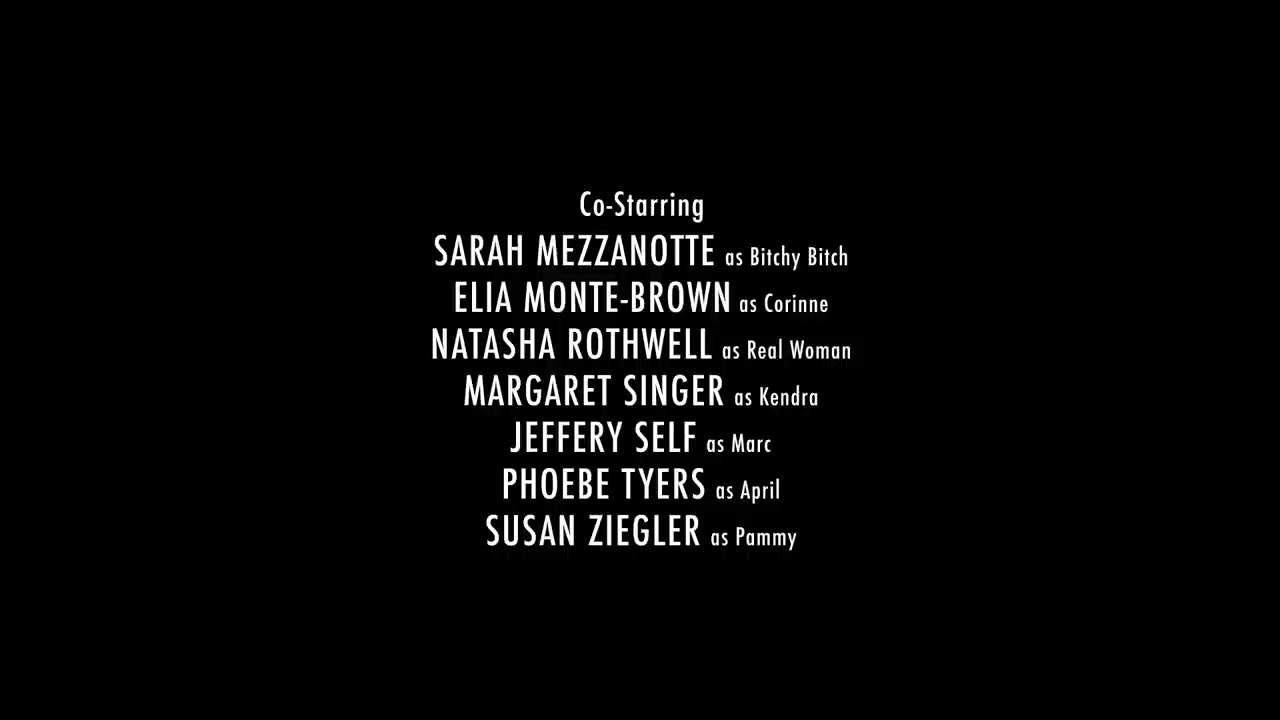 Co-Starring
SARAH MEZZANOTTE as Bitchy Bitch
ELIA MONTE-BROWN as Corinne
NATASHA ROTHWELL as Real Woman
MARGARET SINGER as Kendra
JEFFERY SELF as Marc
PHOEBE TYERS as April
SUSAN ZIEGLER as Pammy